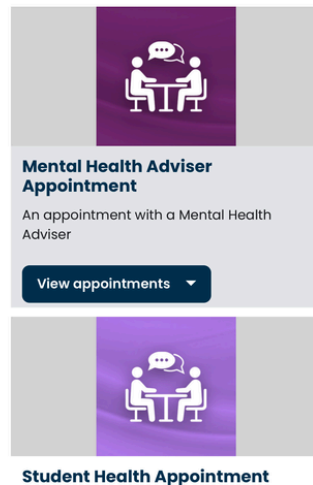 Mental Health Adviser
Appointment
An appointment with a Mental Health
Adviser
View appointments
Student Health Appointment